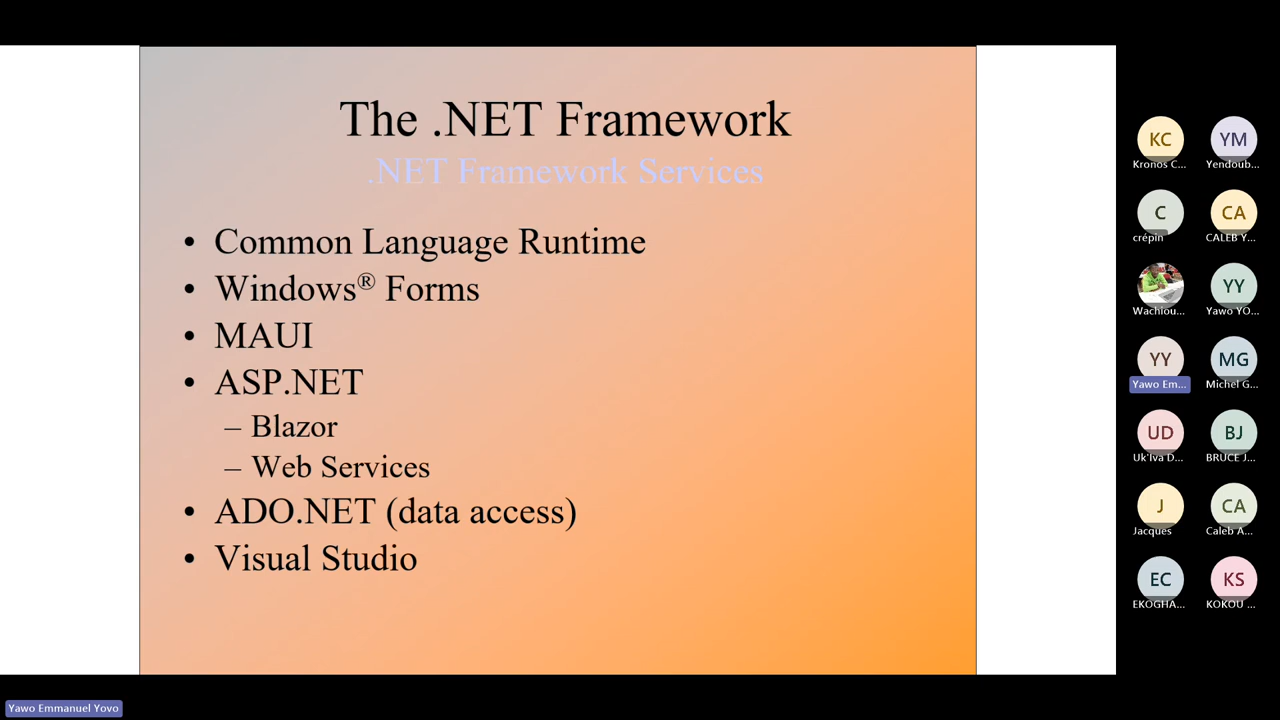 The .NET Framework
.NET Framework Services
• Common Language Runtime
• Windows® Forms
• MAUI
• ASP.NET
– Blazor
– Web Services
• ADO.NET (data access)
• Visual Studio
KC
Kronos C...
YM
Yendoub...
C
crépin
CA
CALEB Y...
Wachiou...
YY
Yawo YO...
YY
Yawo Em...
MG
Michel G...
UD
Uk'Iva D...
BJ
BRUCE J...
J
Jacques
CA
Caleb A...
EC
EKOGHA...
KS
KOKOU ...
Yawo Emmanuel Yovo